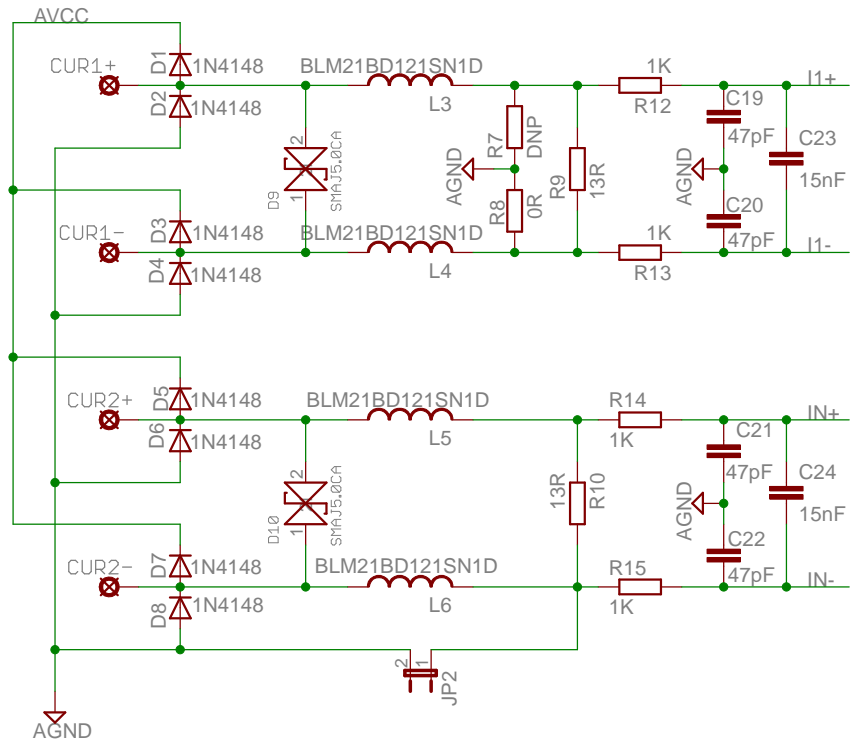 AVCC
CUR1+
D1
1N4148
D2
1N4148
BLM21BD121SN1D
L3
1K
R12
I1+
C19
47pF
C23
15nF
R7
DNP
AGND
R8
0R
R9
13R
AGND
C20
47pF
2
1
D9
SMAJ5.0CA
CUR1-
D3
1N4148
D4
1N4148
BLM21BD121SN1D
L4
1K
R13
I1-
CUR2+
D5
1N4148
D6
1N4148
BLM21BD121SN1D
L5
R14
1K
IN+
C21
47pF
C24
15nF
2
1
D10
SMAJ5.0CA
13R
R10
AGND
C22
47pF
CUR2-
D7
1N4148
D8
1N4148
BLM21BD121SN1D
L6
R15
1K
IN-
2
1
JP2
AGND